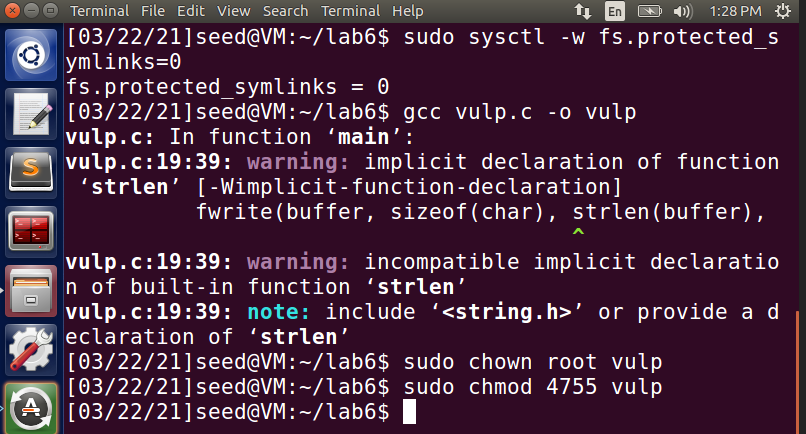 Terminal File Edit View Search Terminal Help En 1:28 PM
[03/22/21]seed@VM:~/lab6$ sudo sysctl -w fs.protected_s
ymlinks=0
fs.protected_symlinks = 0
[03/22/21]seed@VM:~/lab6$ gcc vulp.c -o vulp
vulp.c: In function ‘main’:
vulp.c:19:39: warning: implicit declaration of function
 ‘strlen’ [-Wimplicit-function-declaration]
          fwrite(buffer, sizeof(char), strlen(buffer),
                                       ^
vulp.c:19:39: warning: incompatible implicit declaratio
n of built-in function ‘strlen’
vulp.c:19:39: note: include ‘<string.h>’ or provide a d
eclaration of ‘strlen’
[03/22/21]seed@VM:~/lab6$ sudo chown root vulp
[03/22/21]seed@VM:~/lab6$ sudo chmod 4755 vulp
[03/22/21]seed@VM:~/lab6$